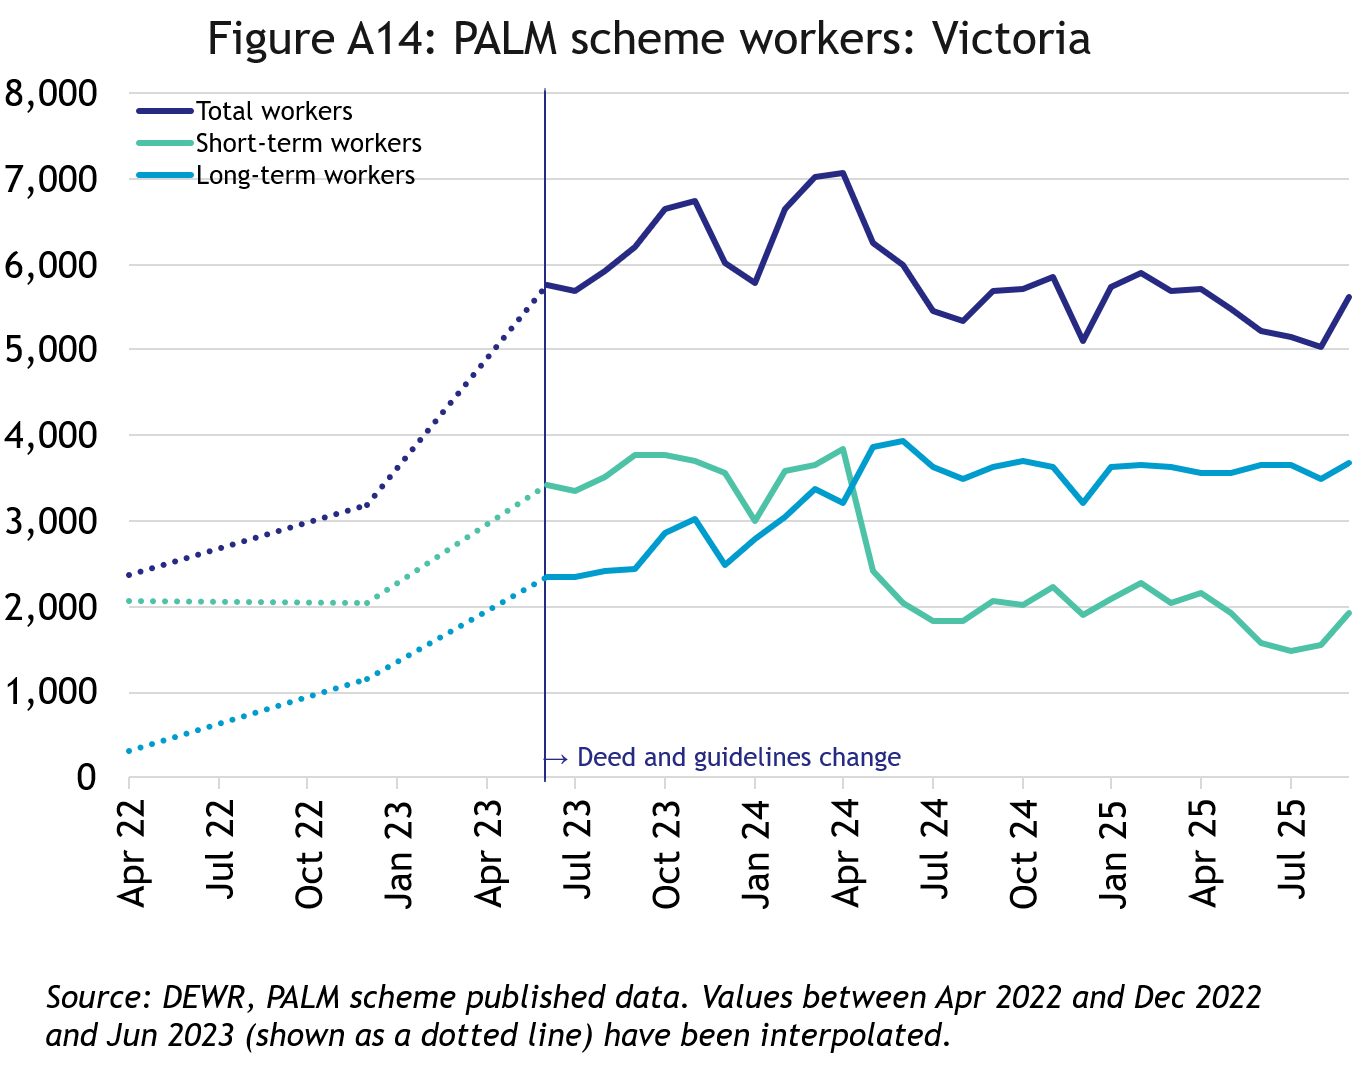 Figure A14: PALM scheme workers: Victoria
8,000
7,000
6,000
5,000
4,000
3,000
2,000
1,000
0
Total workers
Short-term workers
Long-term workers
→ Deed and guidelines change
Apr 22
Jul 22
Oct 22
Jan 23
Apr 23
Jul 23
Oct 23
Jan 24
Apr 24
Jul 24
Oct 24
Jan 25
Apr 25
Jul 25
Source: DEWR, PALM scheme published data. Values between Apr 2022 and Dec 2022
and Jun 2023 (shown as a dotted line) have been interpolated.